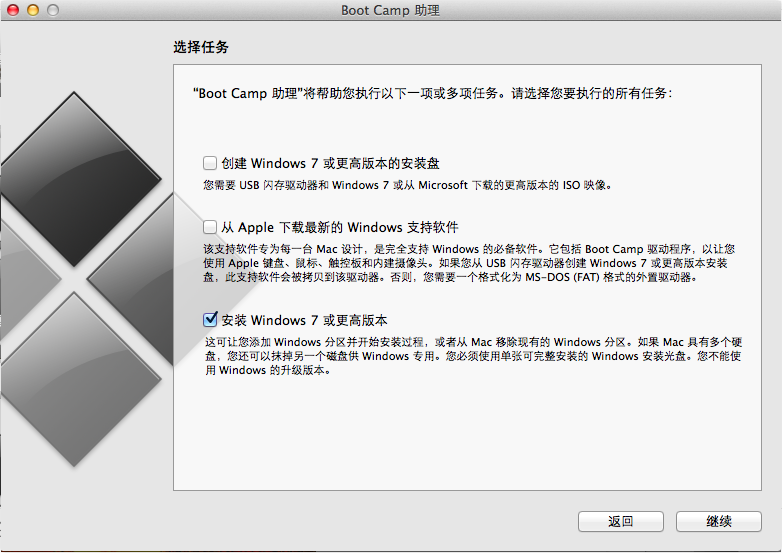 Boot Camp 助理
选择任务
"Boot Camp 助理"将帮助您执行以下一项或多项任务。请选择您要执行的所有任务：
创建 Windows 7 或更高版本的安装盘
您需要 USB 闪存驱动器和 Windows 7 或从 Microsoft 下载的更高版本的 ISO 映像。
从 Apple 下载最新的 Windows 支持软件
该支持软件专为每一台 Mac 设计，是完全支持 Windows 的必备软件。它包括 Boot Camp 驱动程序，以让您
使用 Apple 键盘、鼠标、触控板和内建摄像头。如果您从 USB 闪存驱动器创建 Windows 7 或更高版本安装
盘，此支持软件会被拷贝到该驱动器。否则，您需要一个格式化为 MS-DOS (FAT) 格式的外置驱动器。
安装 Windows 7 或更高版本
这可让您添加 Windows 分区并开始安装过程，或者从 Mac 移除现有的 Windows 分区。如果 Mac 具有多个硬
盘，您还可以抹掉另一个磁盘供 Windows 专用。您必须使用单张可完整安装的 Windows 安装光盘。您不能使
用 Windows 的升级版本。
返回
继续